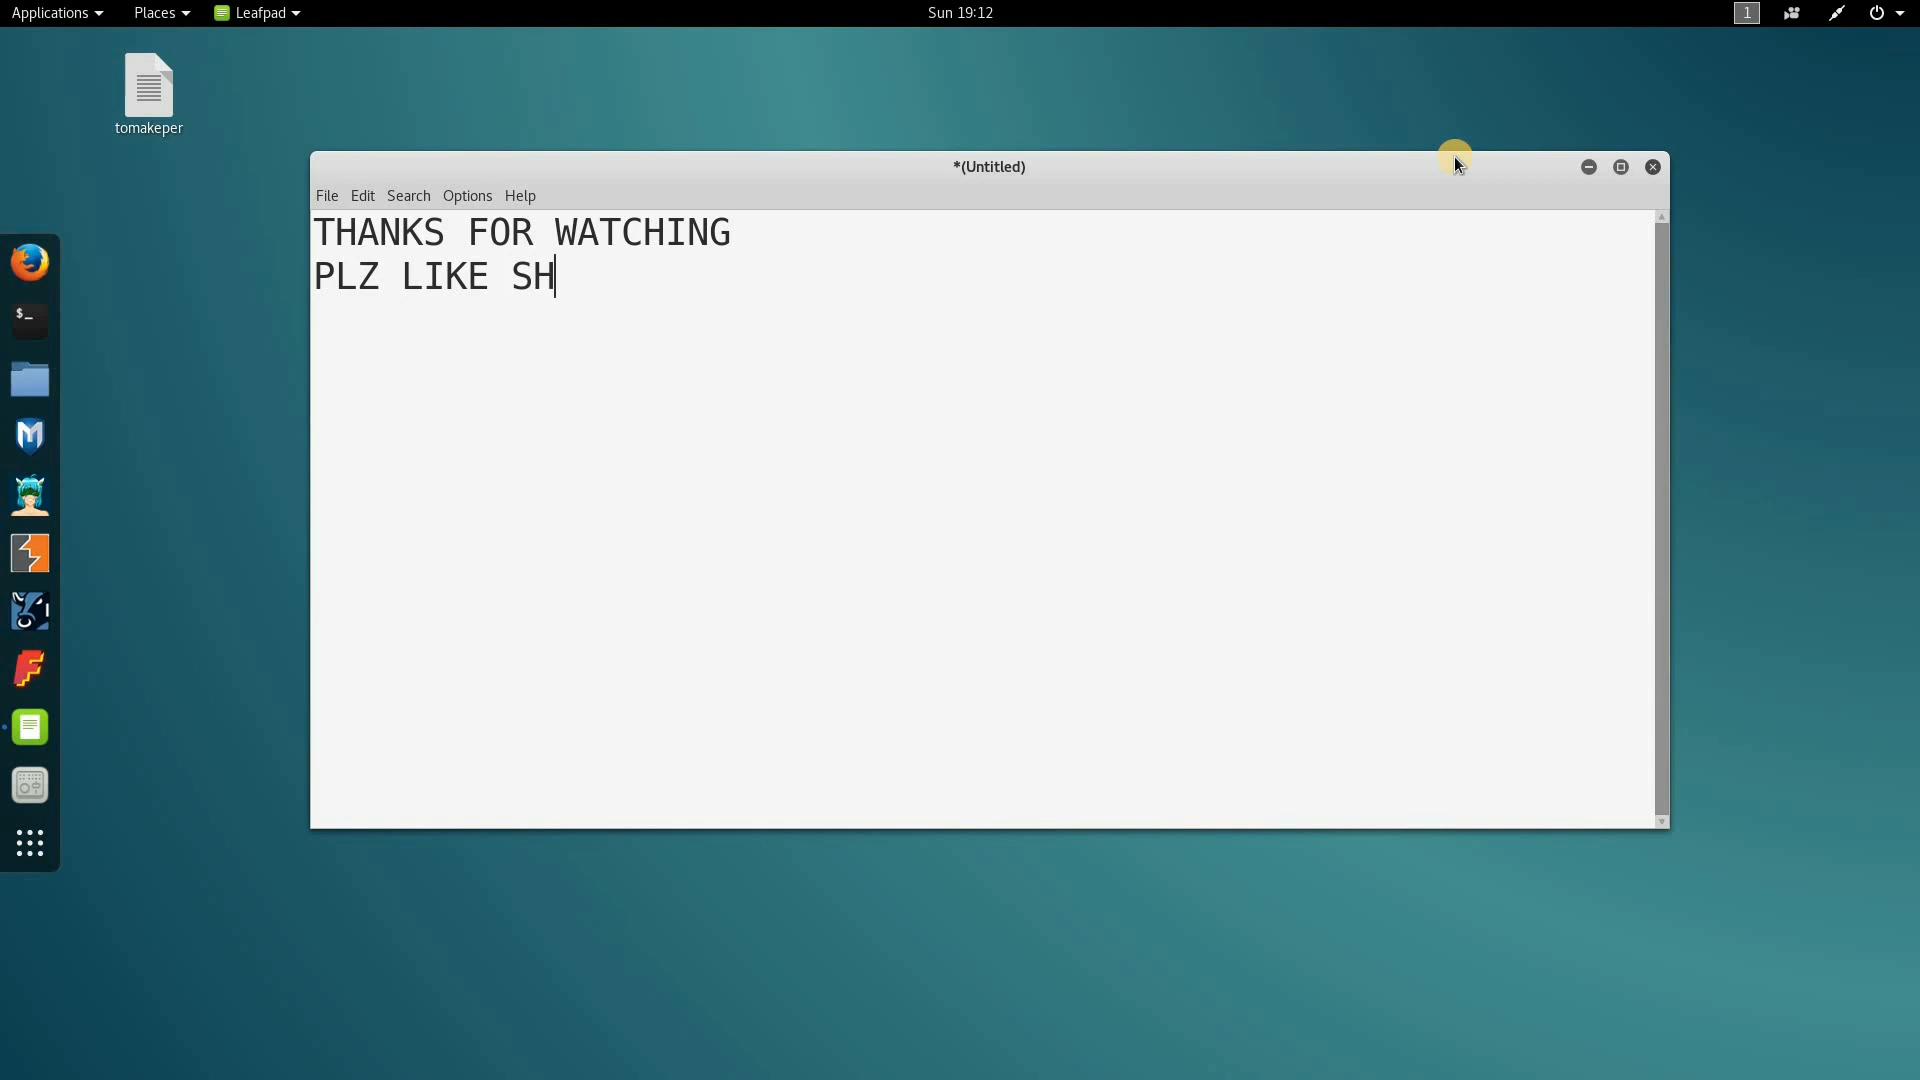 Applications Places Leafpad Sun 19:12 1
tomakeper
*(Untitled)
File Edit Search Options Help
THANKS FOR WATCHING
PLZ LIKE SH
$_